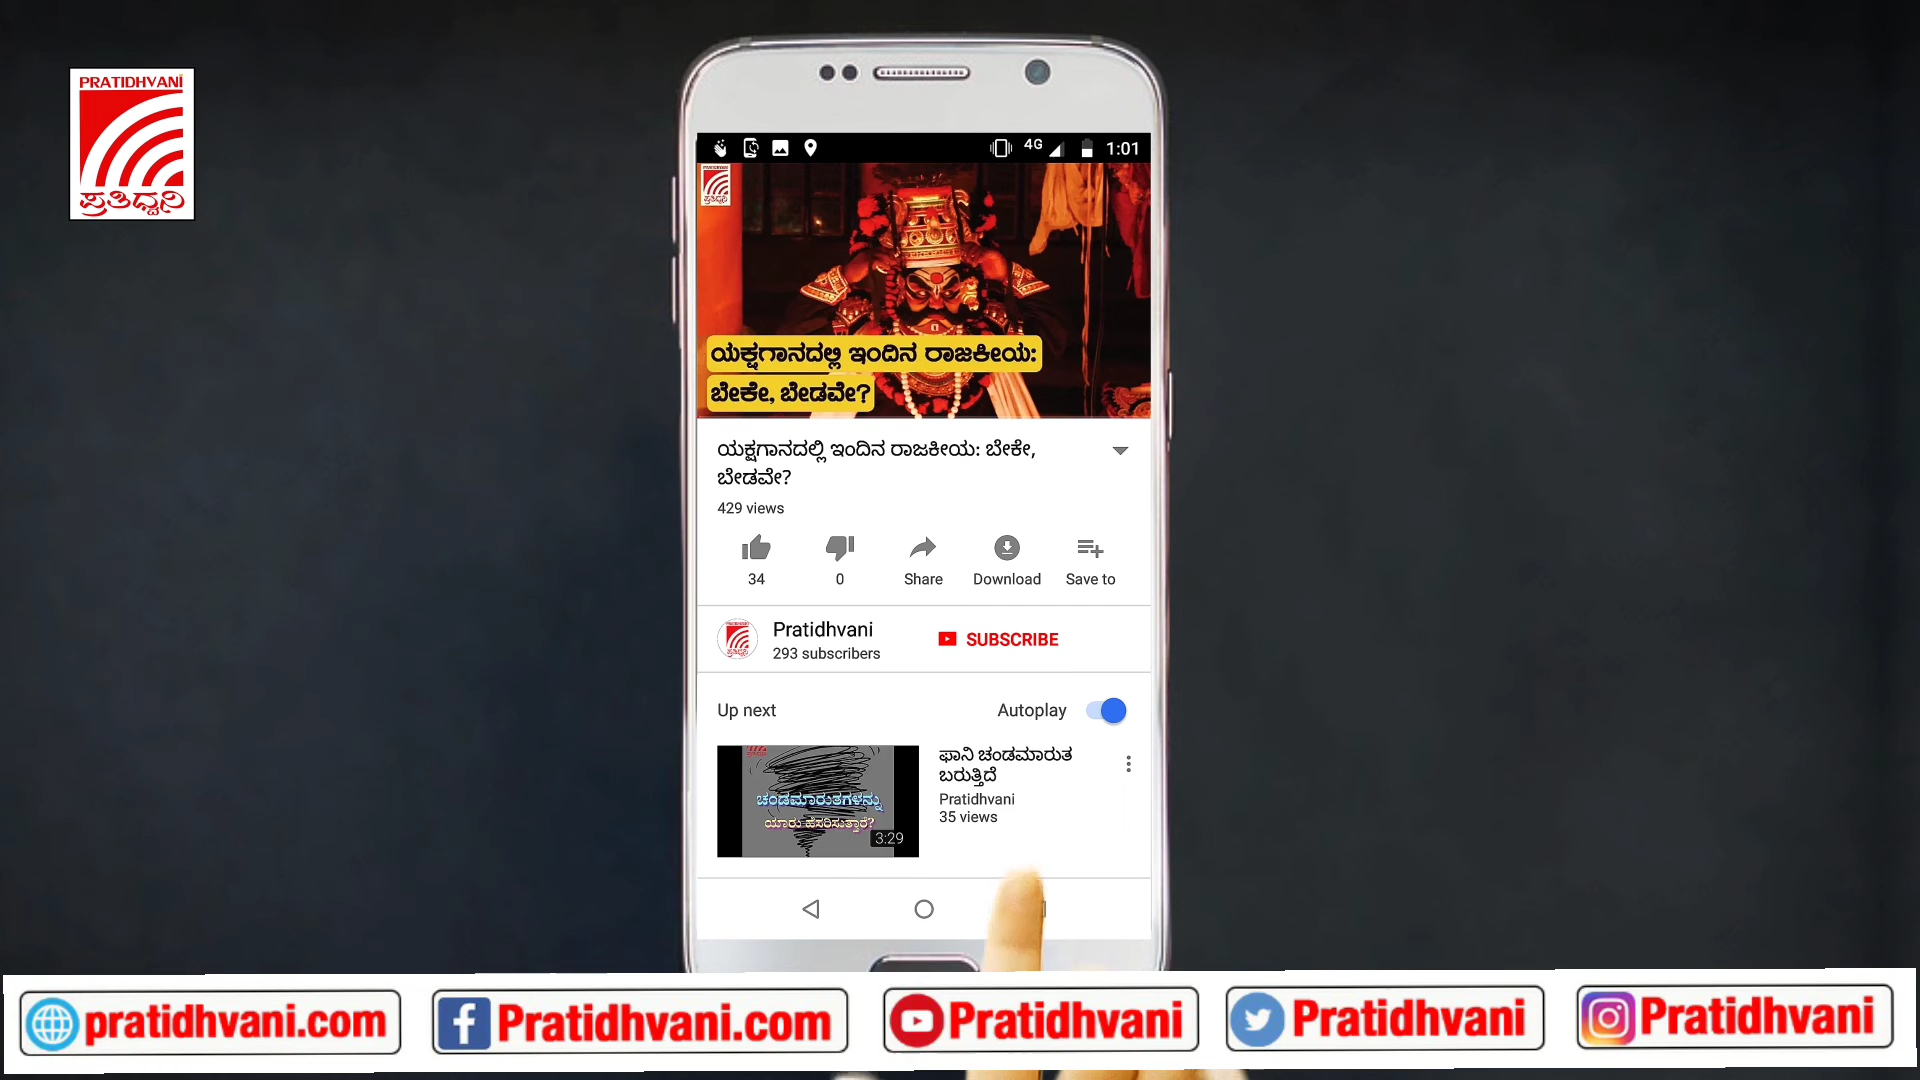 PRATIDHVANI
ಪ್ರತಿಧ್ವನಿ
4G 1:01
ಯಕ್ಷಗಾನದಲ್ಲಿ ಇಂದಿನ ರಾಜಕೀಯ:
ಬೇಕೇ, ಬೇಡವೇ?
ಯಕ್ಷಗಾನದಲ್ಲಿ ಇಂದಿನ ರಾಜಕೀಯ: ಬೇಕೇ,
ಬೇಡವೇ?
429 views
34 0 Share Download Save to
Pratidhvani
293 subscribers
SUBSCRIBE
Up next Autoplay
ಚಂಡಮಾರುತಗಳನ್ನು
ಯಾರು ಹೆಸರಿಸುತ್ತಾರೆ?
3:29
ಫಾನಿ ಚಂಡಮಾರುತ
ಬರುತ್ತಿದೆ
Pratidhvani
35 views
pratidhvani.com Pratidhvani.com Pratidhvani Pratidhvani Pratidhvani